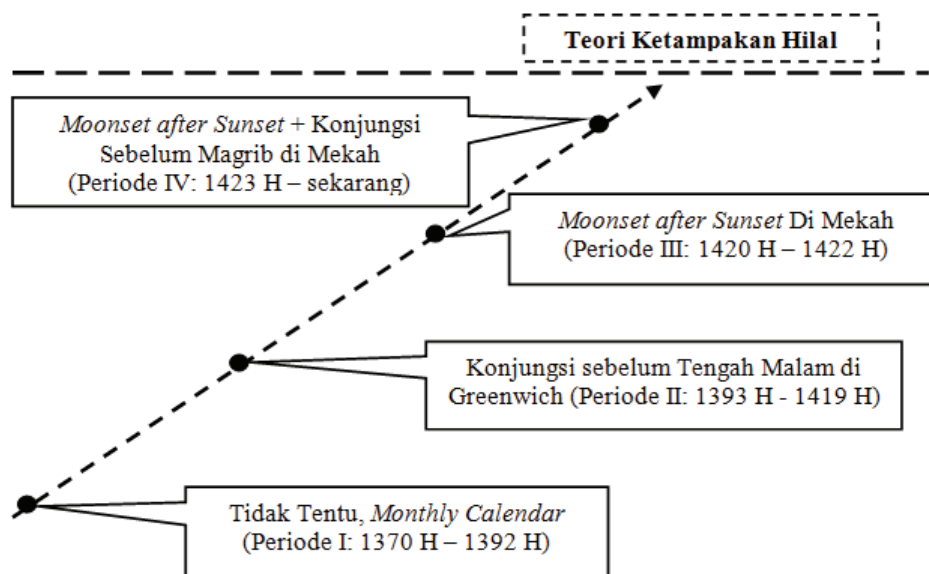 Teori Ketampakan Hilal
Moonset after Sunset + Konjungsi
Sebelum Magrib di Mekah
(Periode IV: 1423 H – sekarang)
Moonset after Sunset Di Mekah
(Periode III: 1420 H – 1422 H)
Konjungsi sebelum Tengah Malam di
Greenwich (Periode II: 1393 H - 1419 H)
Tidak Tentu, Monthly Calendar
(Periode I: 1370 H – 1392 H)